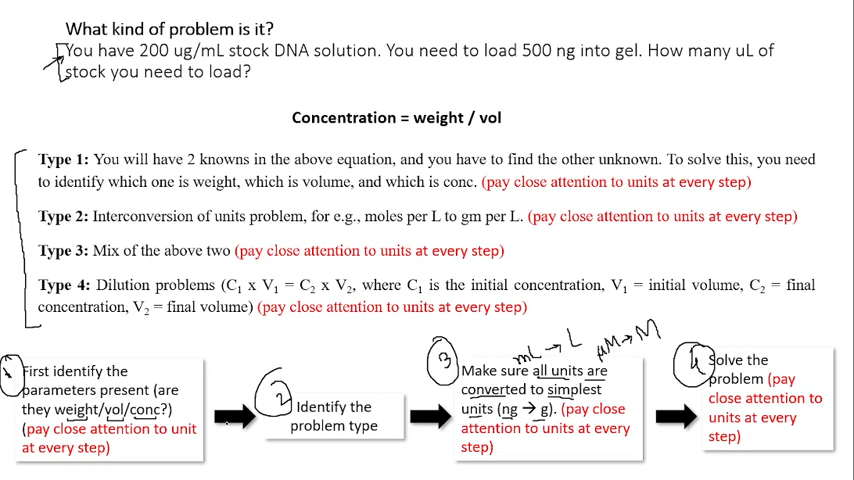 What kind of problem is it?
You have 200 ug/mL stock DNA solution. You need to load 500 ng into gel. How many uL of
stock you need to load?
Concentration = weight / vol
Type 1: You will have 2 knowns in the above equation, and you have to find the other unknown. To solve this, you need
to identify which one is weight, which is volume, and which is conc. (pay close attention to units at every step)
Type 2: Interconversion of units problem, for e.g., moles per L to gm per L. (pay close attention to units at every step)
Type 3: Mix of the above two (pay close attention to units at every step)
Type 4: Dilution problems (C₁ x V₁ = C₂ x V₂, where C₁ is the initial concentration, V₁ = initial volume, C₂ = final
concentration, V₂ = final volume) (pay close attention to units at every step)
1
First identify the
parameters present (are
they weight/vol/conc?)
(pay close attention to unit
at every step)
2
Identify the
problem type
3
mL → L
μM → M
Make sure all units are
converted to simplest
units (ng → g). (pay close
attention to units at every
step)
4
Solve the
problem (pay
close attention to
units at every
step)